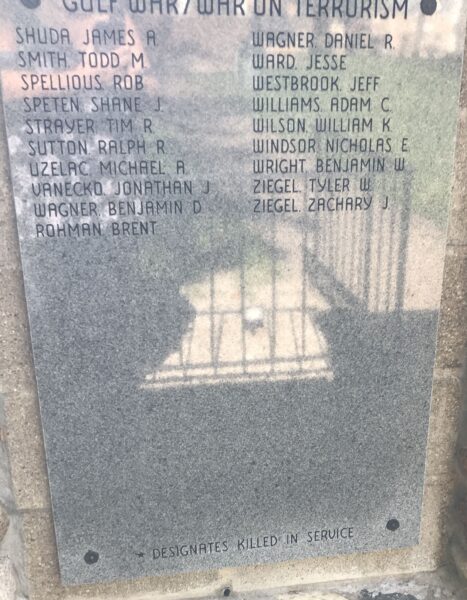 GULF WAR/WAR ON TERRORISM
SHUDA, JAMES A.
SMITH, TODD M.
SPELLIOUS, ROB
SPETEN, SHANE J.
STRAYER, TIM R.
SUTTON, RALPH R.
UZELAC, MICHAEL A.
VANECKO, JONATHAN J.
WAGNER, BENJAMIN D.
ROHMAN, BRENT
WAGNER, DANIEL R.
WARD, JESSE
WESTBROOK, JEFF
WILLIAMS, ADAM C.
WILSON, WILLIAM K.
WINDSOR, NICHOLAS E.
WRIGHT, BENJAMIN W.
ZIEGEL, TYLER W.
ZIEGEL, ZACHARY J.
* DESIGNATES KILLED IN SERVICE